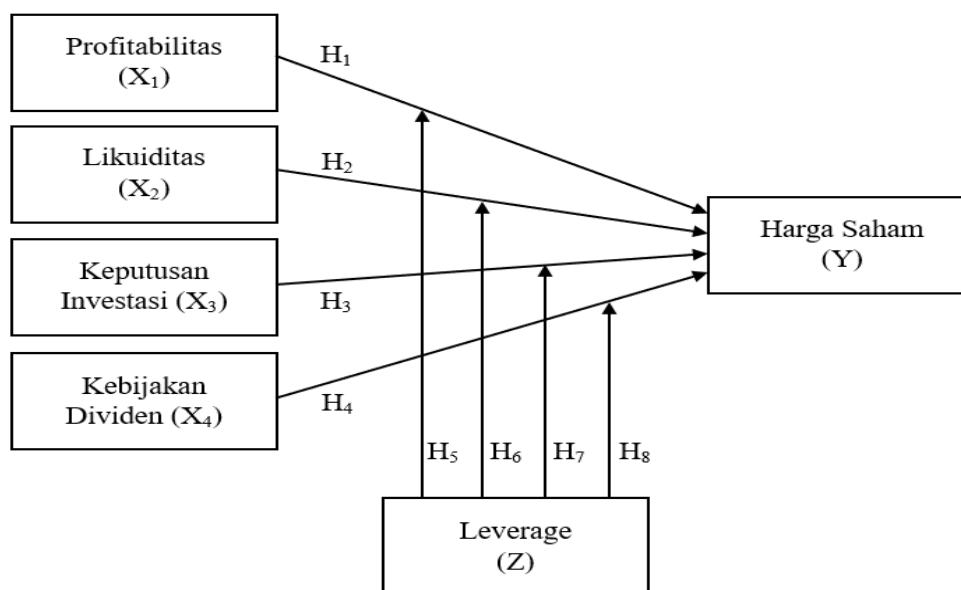 Profitabilitas
(X₁)
H₁
Likuiditas
(X₂)
H₂
Keputusan
Investasi (X₃)
H₃
Kebijakan
Dividen (X₄)
H₄
Harga Saham
(Y)
H₅
H₆
H₇
H₈
Leverage
(Z)